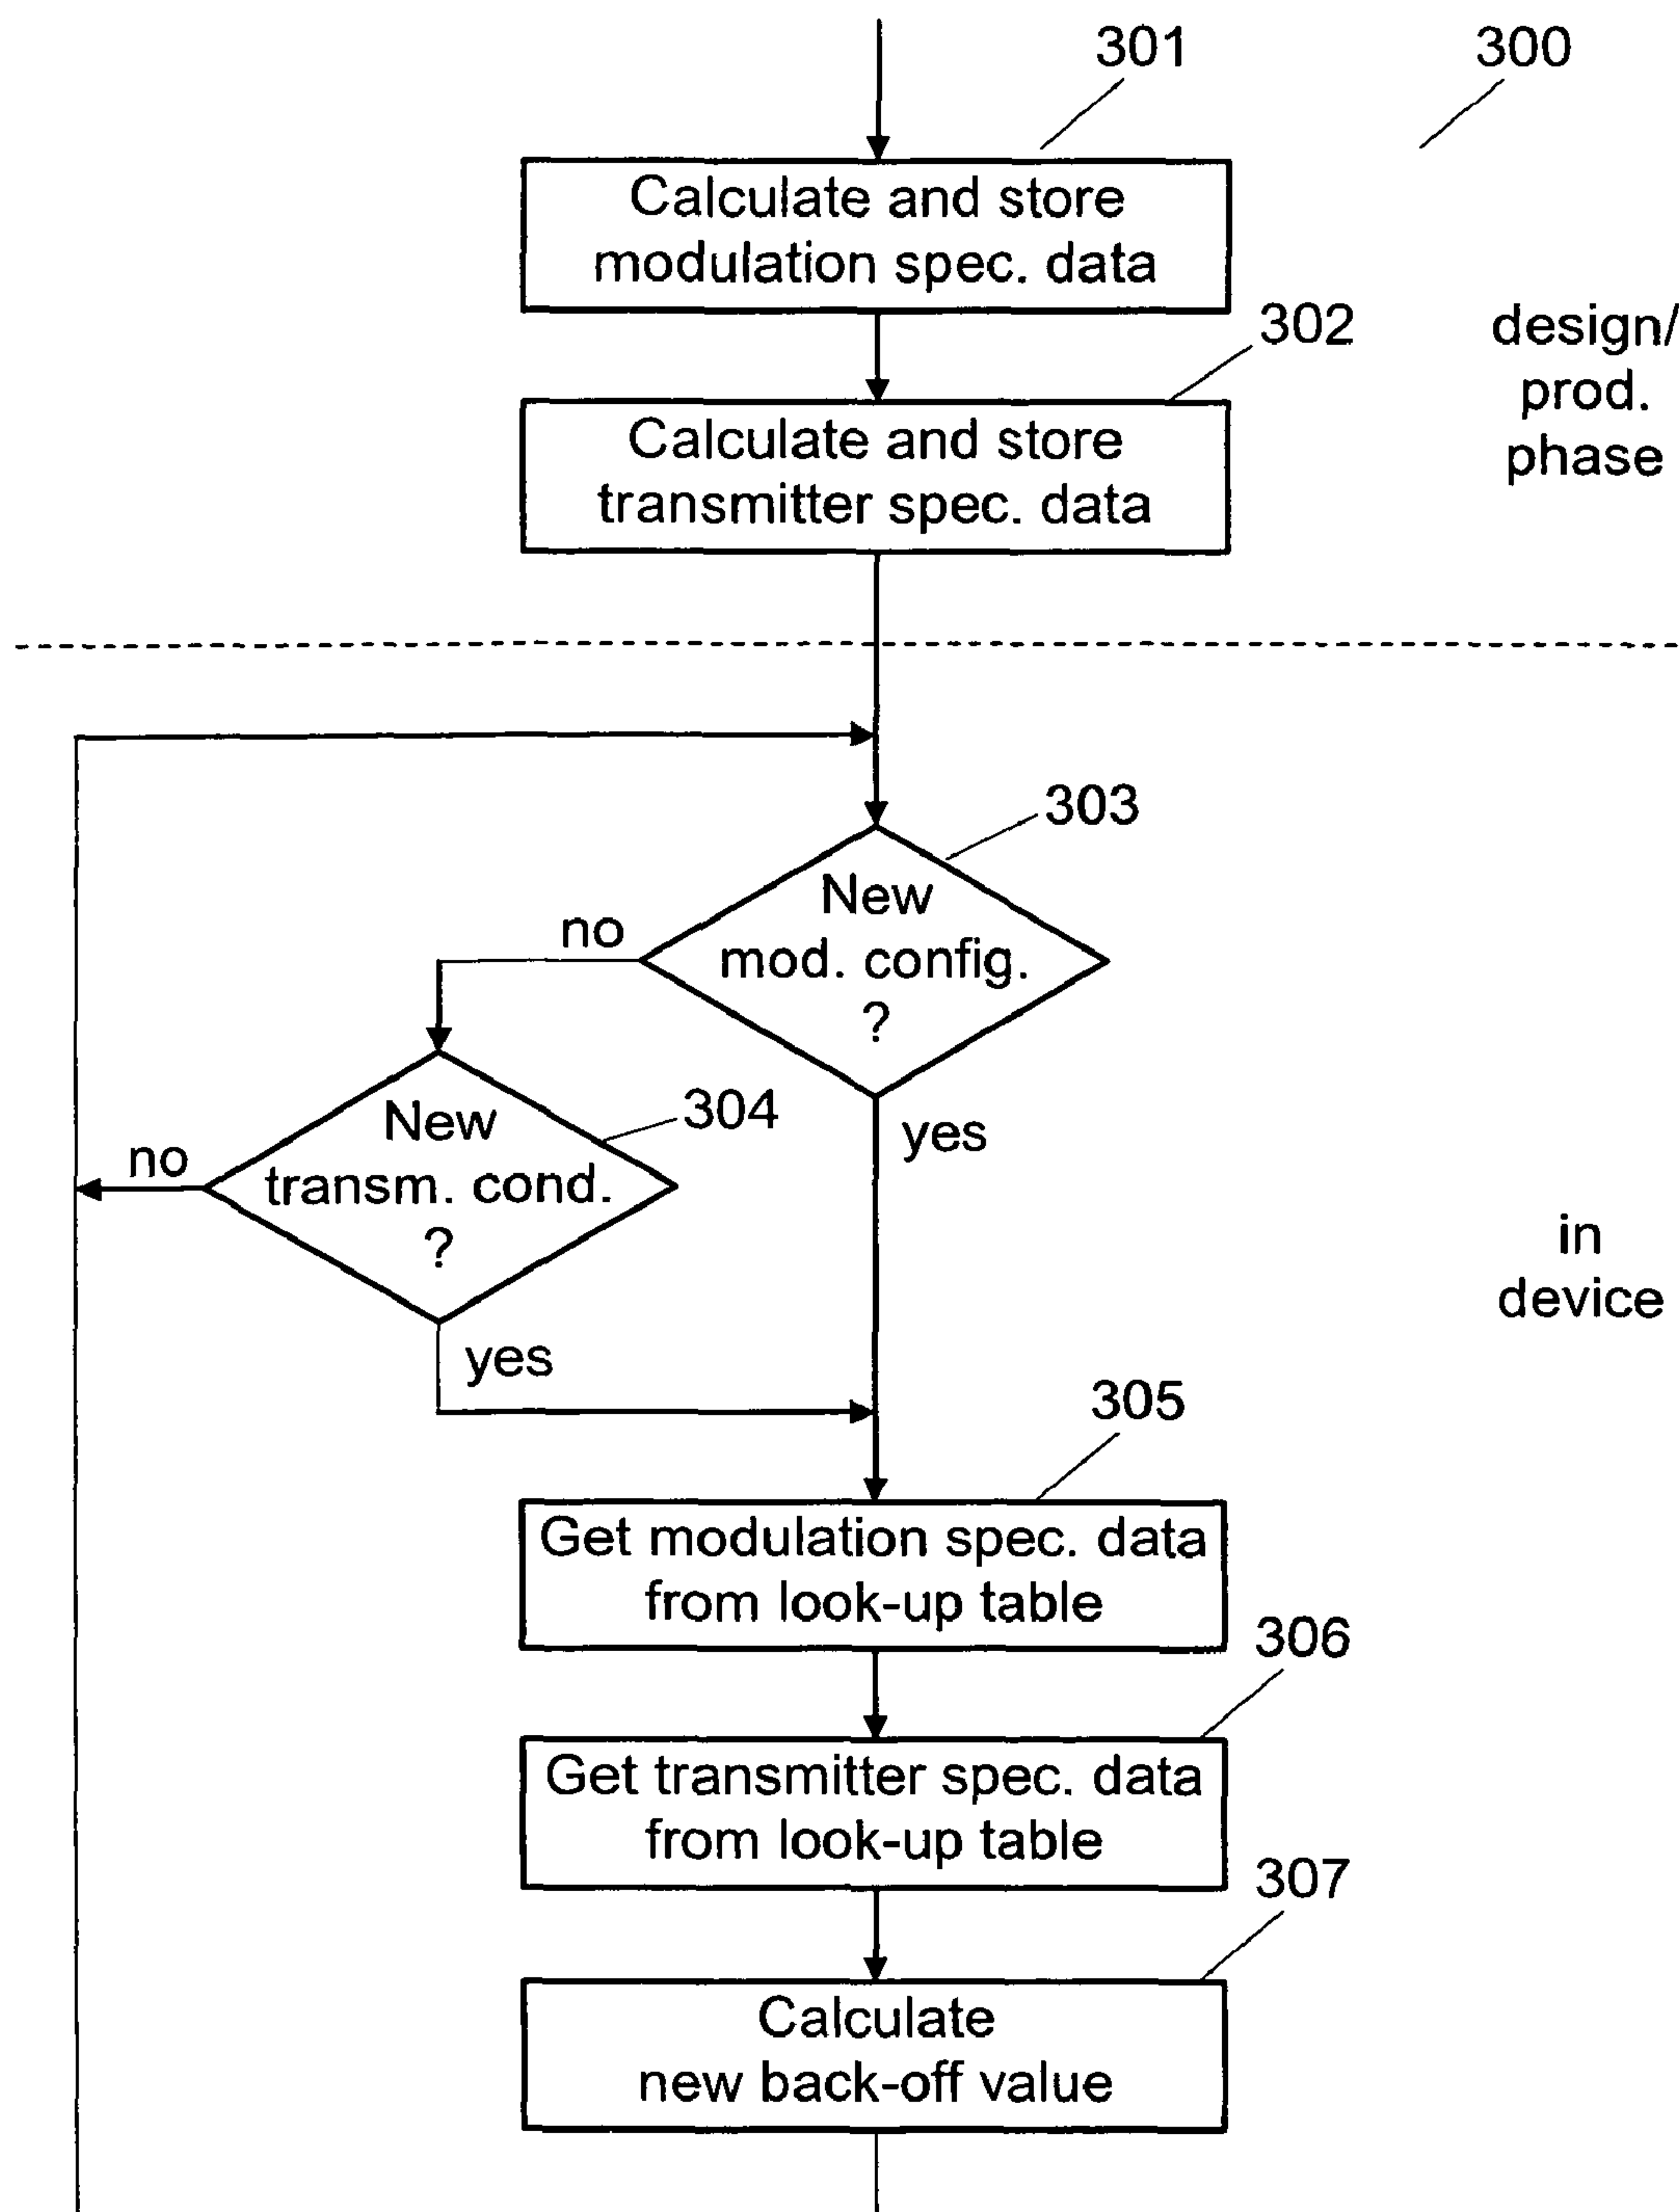 301
300
Calculate and store
modulation spec. data
302
design/
prod.
phase
Calculate and store
transmitter spec. data
303
New
mod. config.
?
no
yes
304
New
transm. cond.
?
no
yes
in
device
305
Get modulation spec. data
from look-up table
306
Get transmitter spec. data
from look-up table
307
Calculate
new back-off value